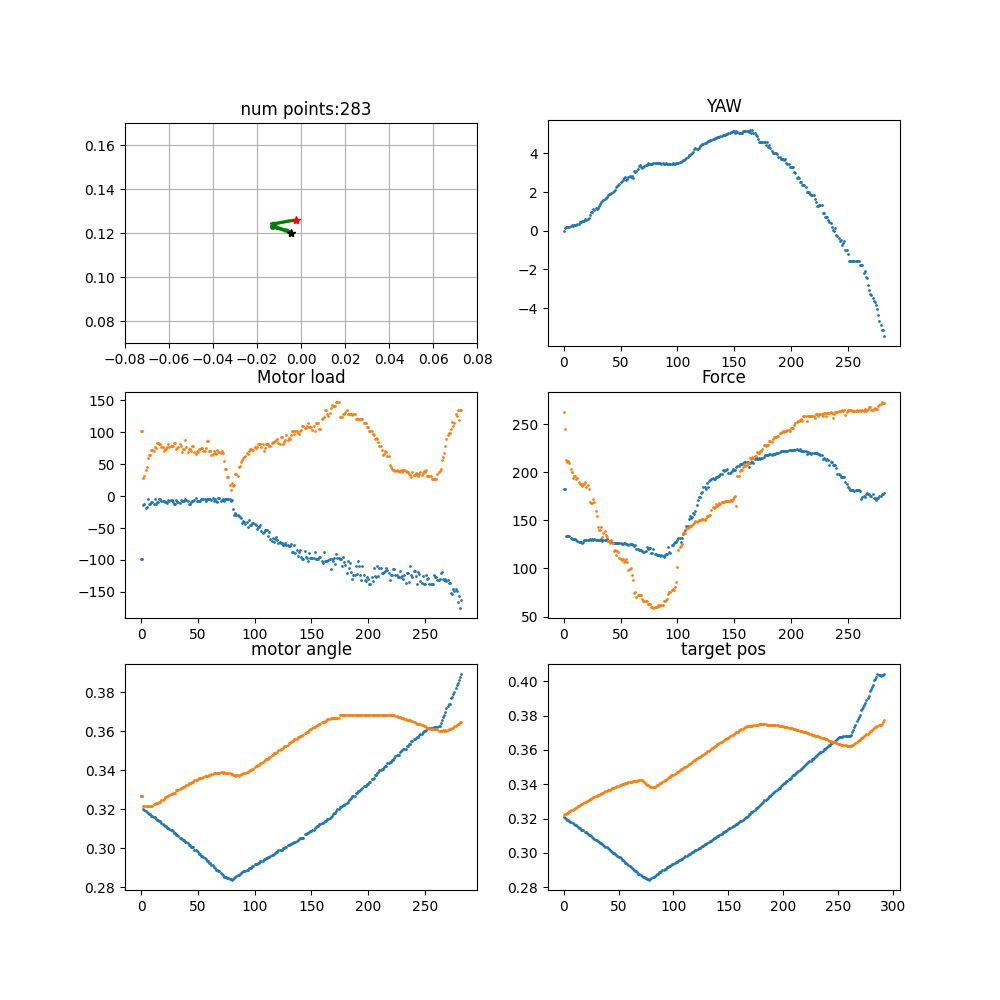 num points:283
YAW
0.16
0.14
0.12
0.10
0.08
−0.08 −0.06 −0.04 −0.02 0.00 0.02 0.04 0.06 0.08
4
2
0
−2
−4
0 50 100 150 200 250
Motor load
Force
150
100
50
0
−50
−100
−150
0 50 100 150 200 250
250
200
150
100
50
0 50 100 150 200 250
motor angle
target pos
0.38
0.36
0.34
0.32
0.30
0.28
0 50 100 150 200 250
0.40
0.38
0.36
0.34
0.32
0.30
0.28
0 50 100 150 200 250 300